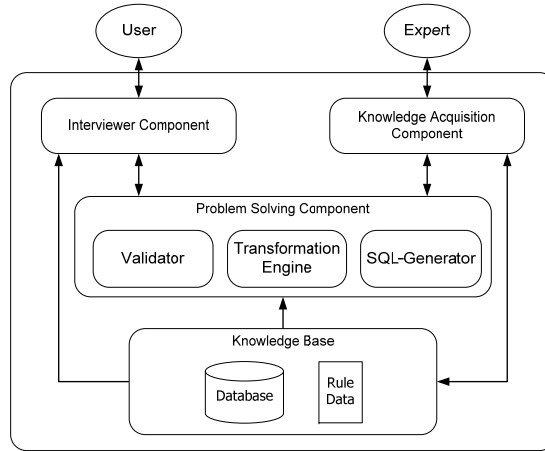 User
Expert
Interviewer Component
Knowledge Acquisition
Component
Problem Solving Component
Validator
Transformation
Engine
SQL-Generator
Knowledge Base
Database
Rule
Data